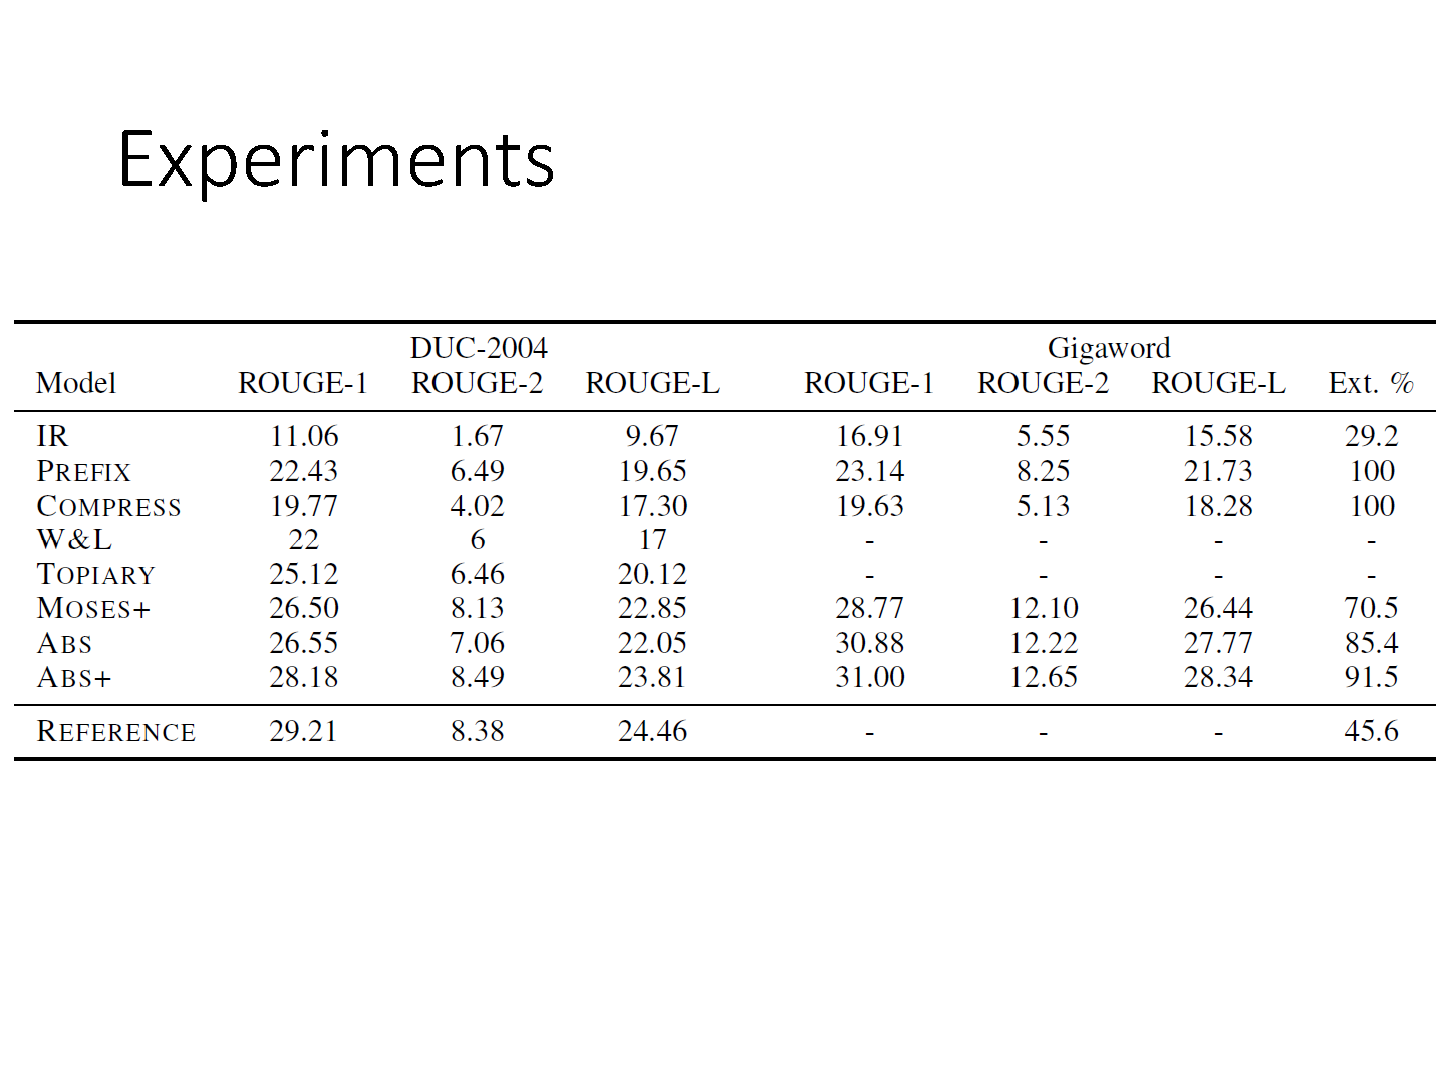 Experiments
DUC-2004 Gigaword
Model ROUGE-1 ROUGE-2 ROUGE-L ROUGE-1 ROUGE-2 ROUGE-L Ext. %
IR 11.06 1.67 9.67 16.91 5.55 15.58 29.2
PREFIX 22.43 6.49 19.65 23.14 8.25 21.73 100
COMPRESS 19.77 4.02 17.30 19.63 5.13 18.28 100
W&L 22 6 17 - - - -
TOPIARY 25.12 6.46 20.12 - - - -
MOSES+ 26.50 8.13 22.85 28.77 12.10 26.44 70.5
ABS 26.55 7.06 22.05 30.88 12.22 27.77 85.4
ABS+ 28.18 8.49 23.81 31.00 12.65 28.34 91.5
REFERENCE 29.21 8.38 24.46 - - - 45.6